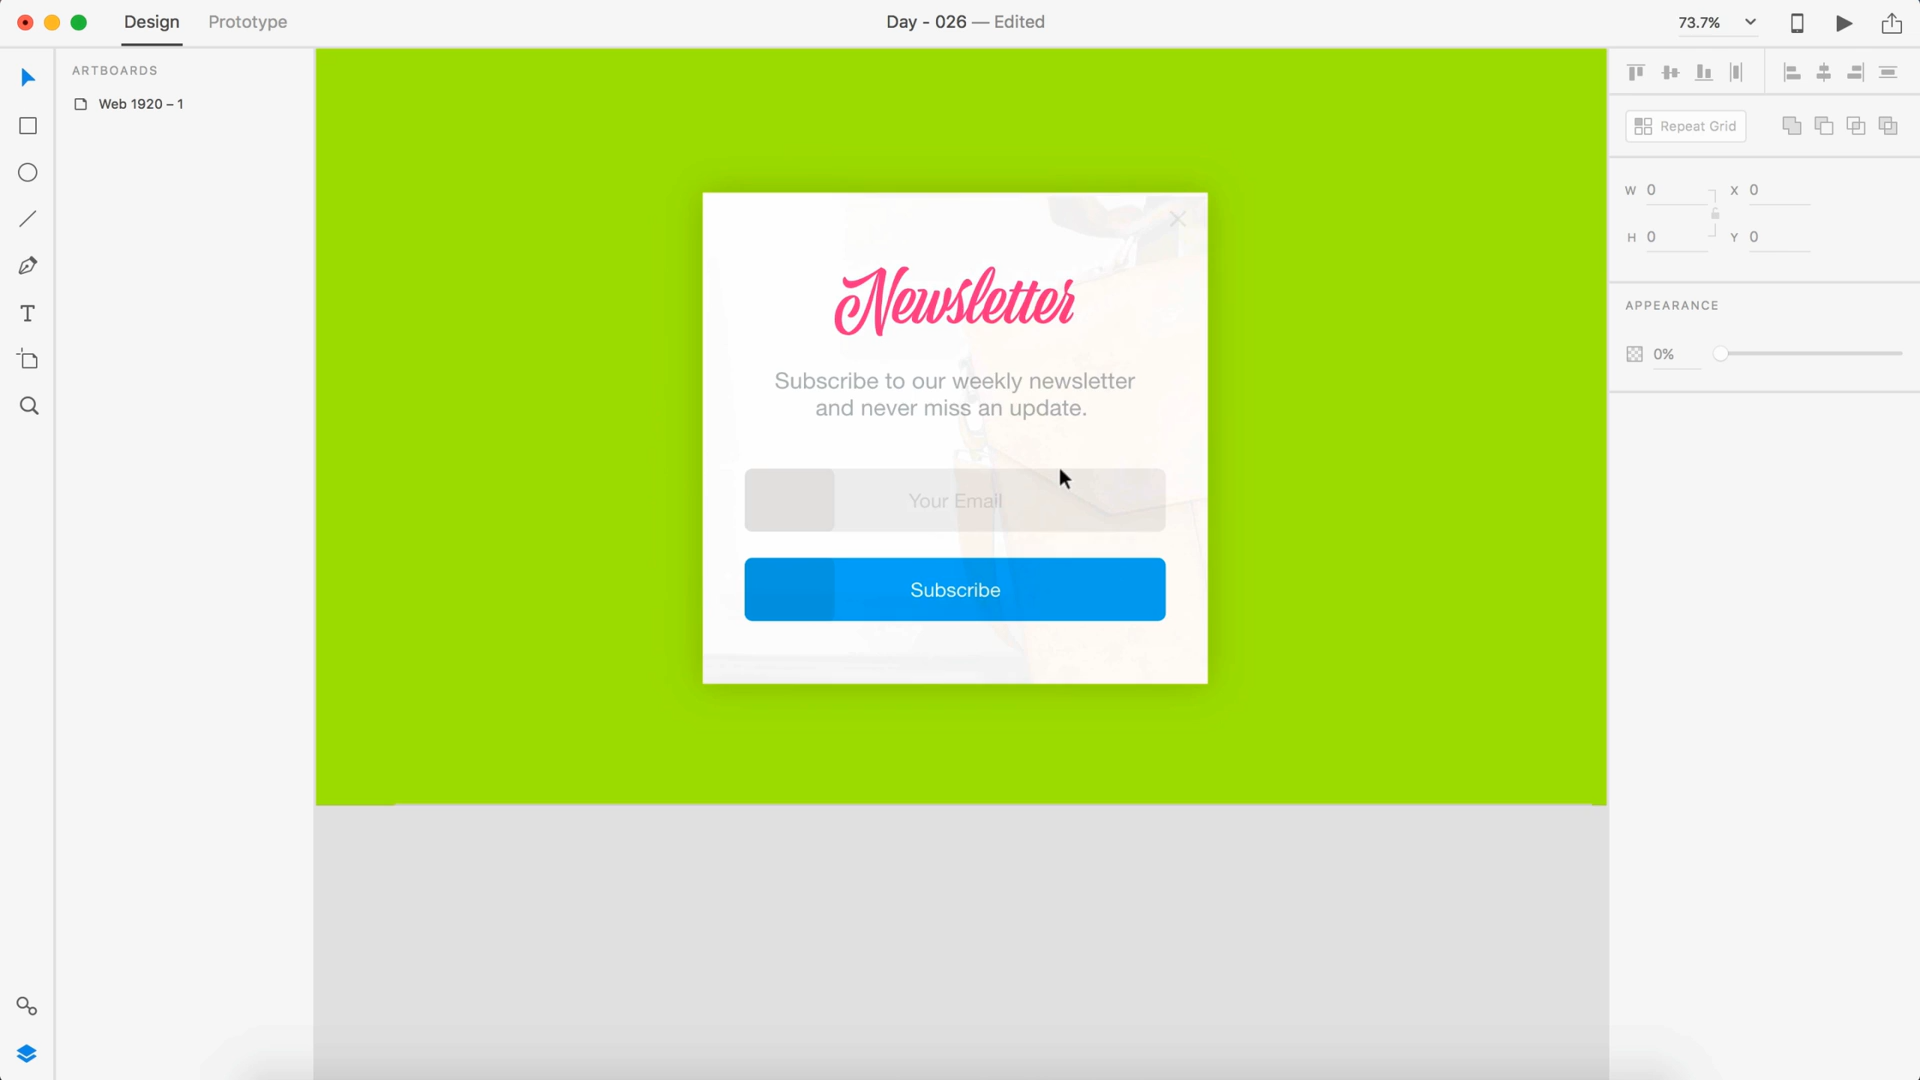 Design
Prototype
Day - 026 — Edited
73.7%
ARTBOARDS
Web 1920 – 1
Repeat Grid
W 0
X 0
H 0
Y 0
APPEARANCE
0%
Newsletter
Subscribe to our weekly newsletter
and never miss an update.
Your Email
Subscribe